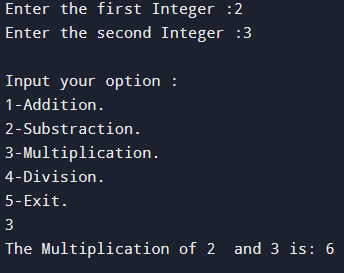 Enter the first Integer :2
Enter the second Integer :3

Input your option :
1-Addition.
2-Substraction.
3-Multiplication.
4-Division.
5-Exit.
3
The Multiplication of 2  and 3 is: 6